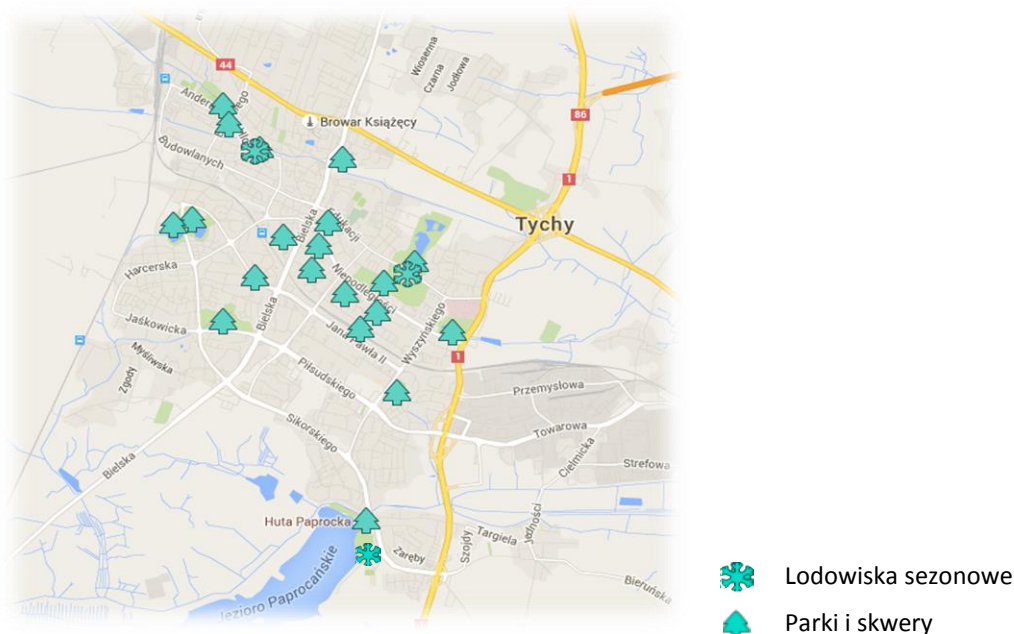 44
Wiosenna
Czarna
Jodłowa
86
Browar Książęcy
Budowlanych
1
Tychy
Bielska
Edukacji
Harcerska
Niepodległości
Bielska
Jaśkowicka
Jana Pawła II
Wyszyńskiego
1
Myśliwska
Zgody
Piłsudskiego
Przemysłowa
Sikorskiego
Towarowa
Cielmicka
Bielska
Strefowa
Huta Paprocka
Jedności
Targiela
Zaręby
Szojdy
Bieruńska
Jezioro Paprocańskie
Lodowiska sezonowe
Parki i skwery